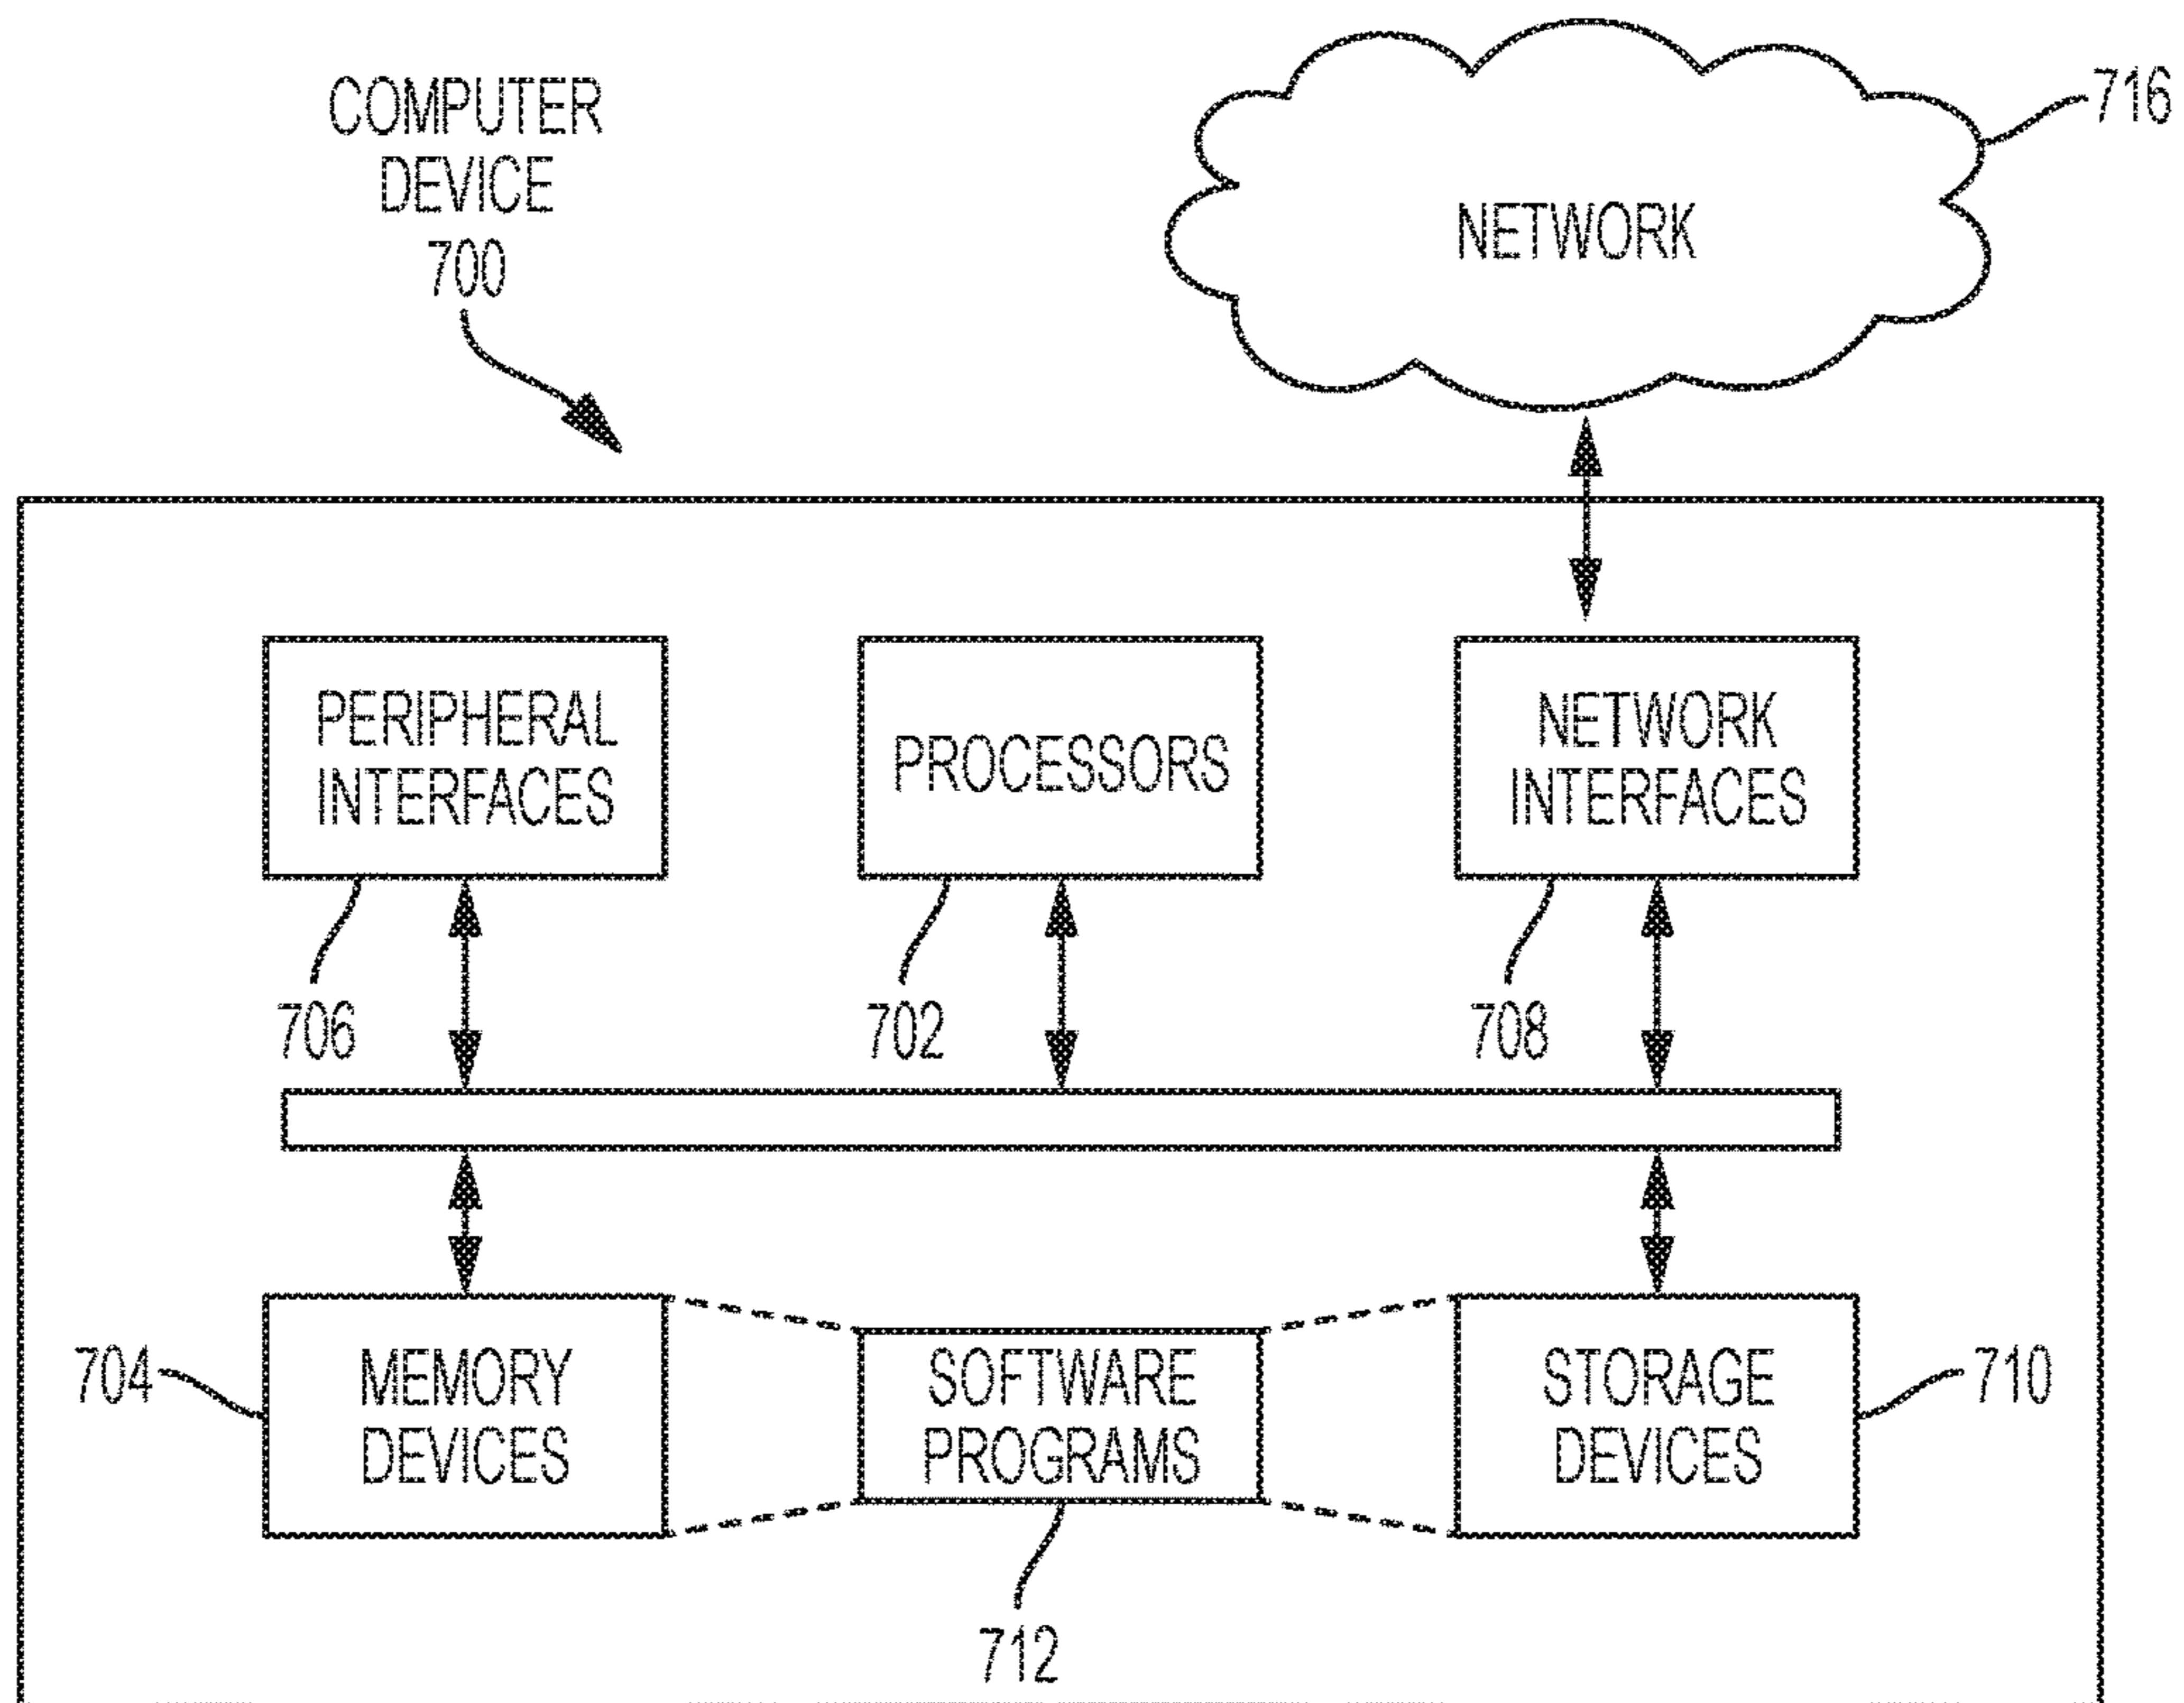 COMPUTER
DEVICE
700
716
NETWORK
PERIPHERAL
INTERFACES
PROCESSORS
NETWORK
INTERFACES
706
702
708
704
MEMORY
DEVICES
SOFTWARE
PROGRAMS
STORAGE
DEVICES
710
712